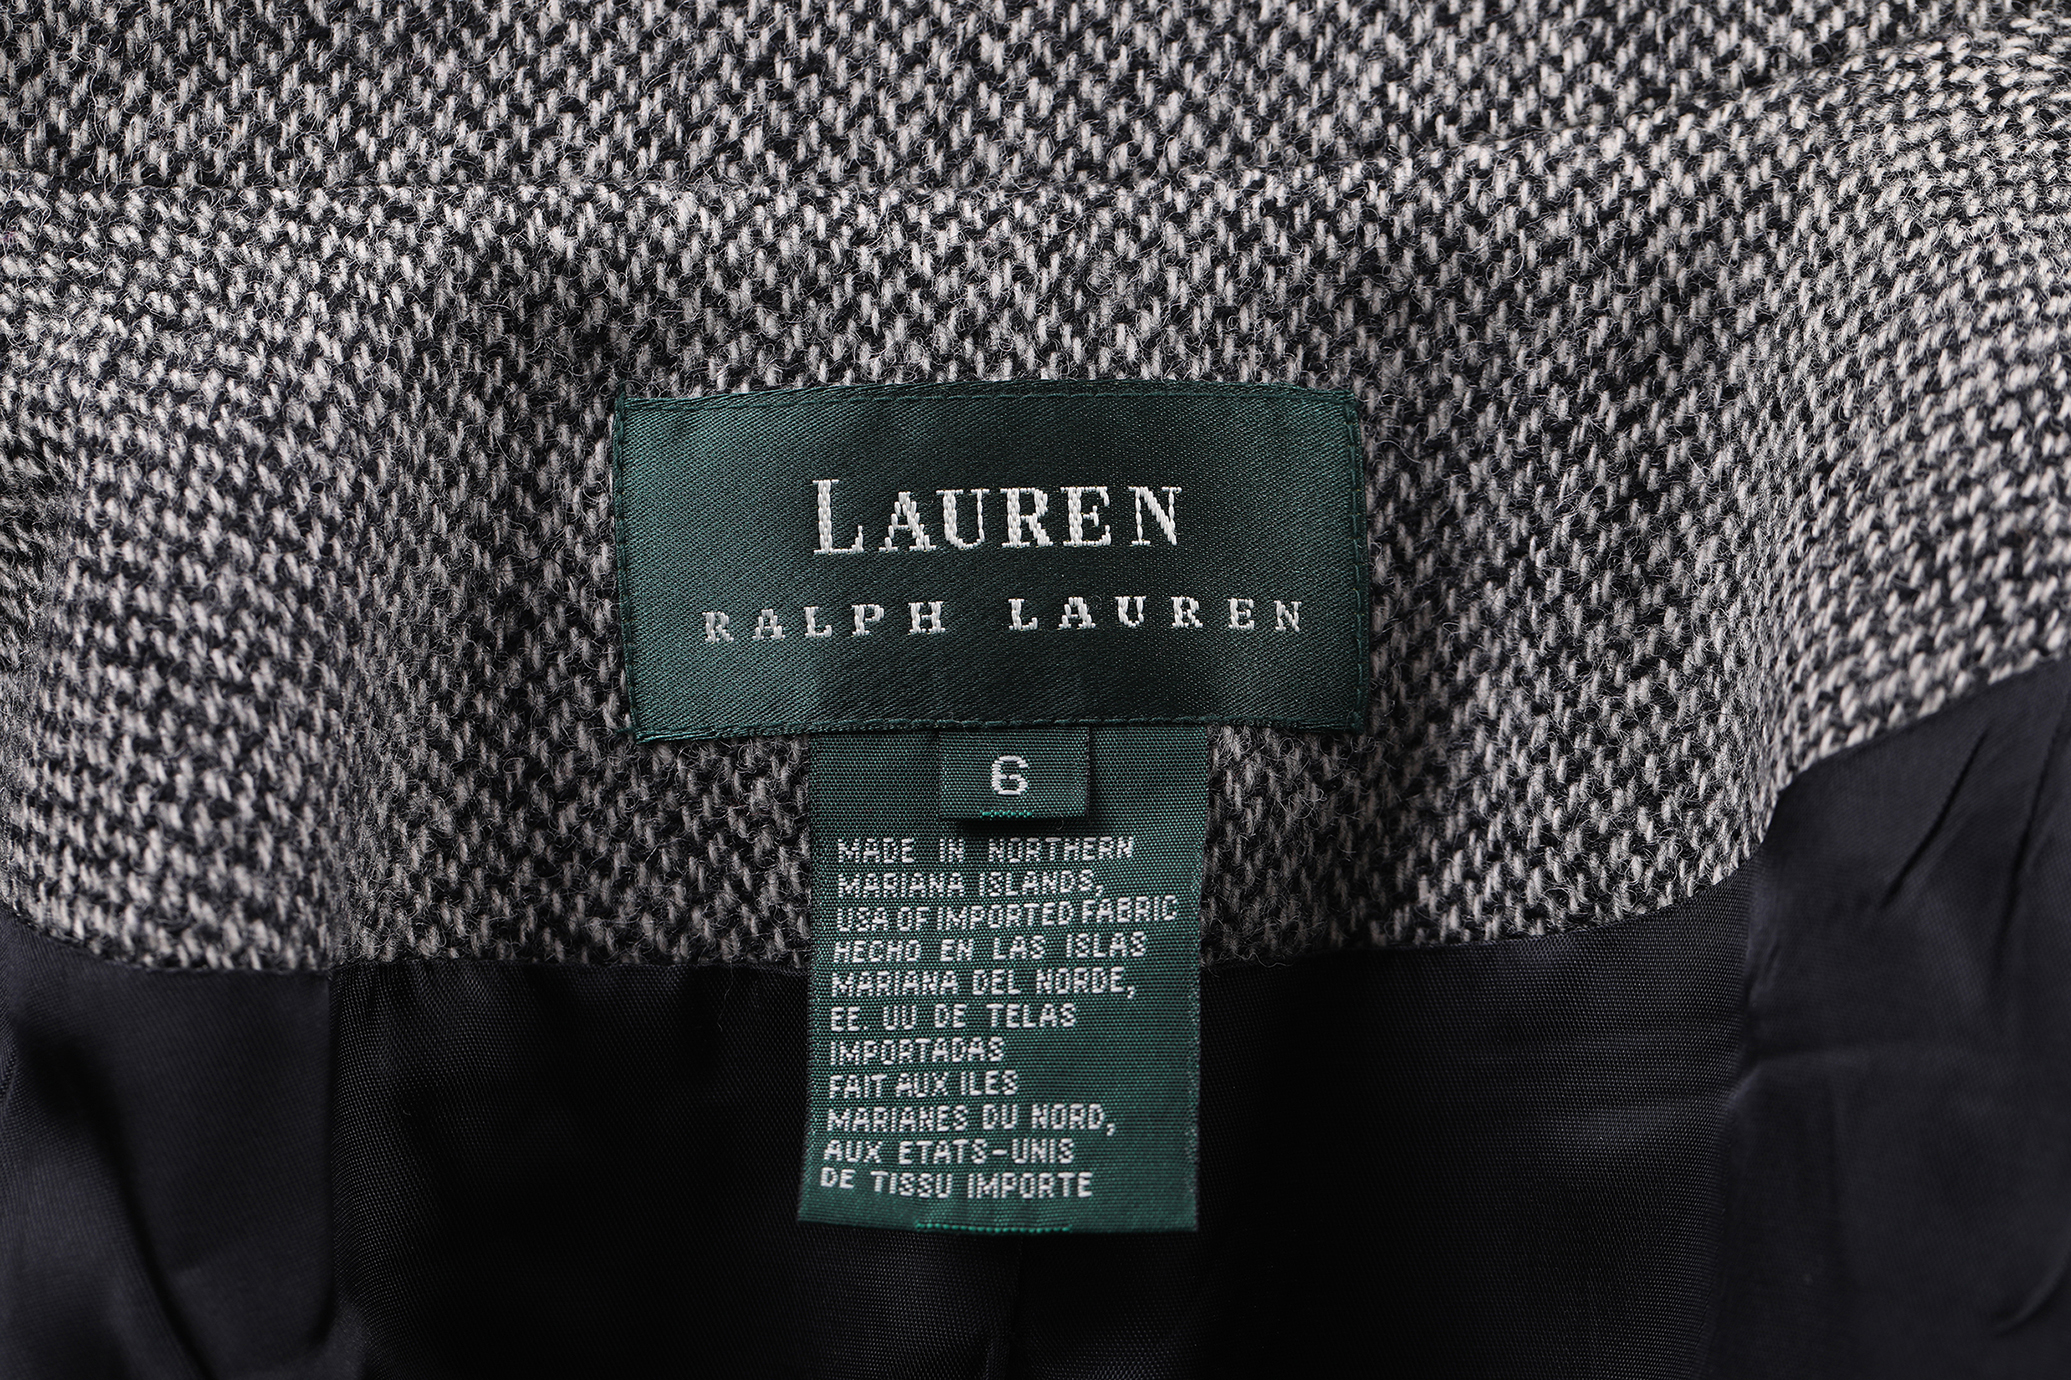 LAUREN
RALPH LAUREN
6
MADE IN NORTHERN
MARIANA ISLANDS,
USA OF IMPORTED FABRIC
HECHO EN LAS ISLAS
MARIANA DEL NORDE,
EE. UU DE TELAS
IMPORTADAS
FAIT AUX ILES
MARIANES DU NORD,
AUX ETATS-UNIS
DE TISSU IMPORTE